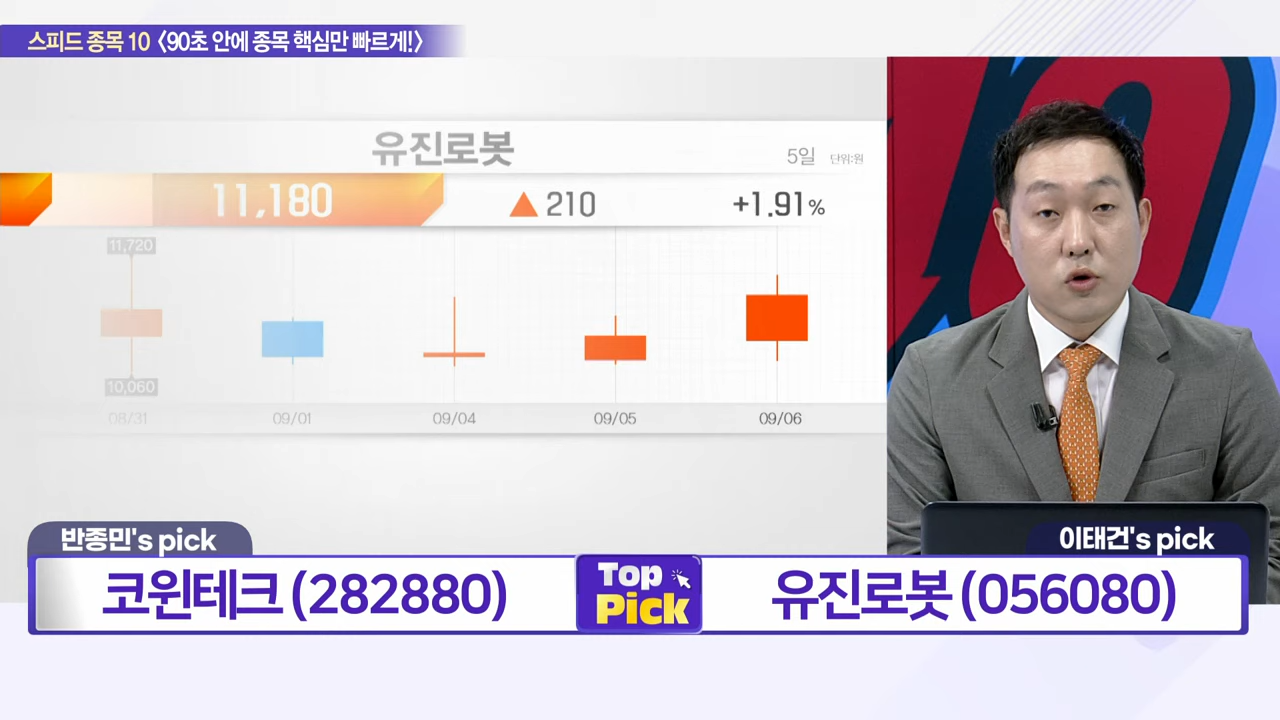 스피드 종목 10 〈90초 안에 종목 핵심만 빠르게!〉
유진로봇
5일 단위:원
11,180 ▲210 +1.91%
11,720
10,060
08/31 09/01 09/04 09/05 09/06
반종민's pick
이태건's pick
코윈테크 (282880)
Top
Pick
유진로봇 (056080)